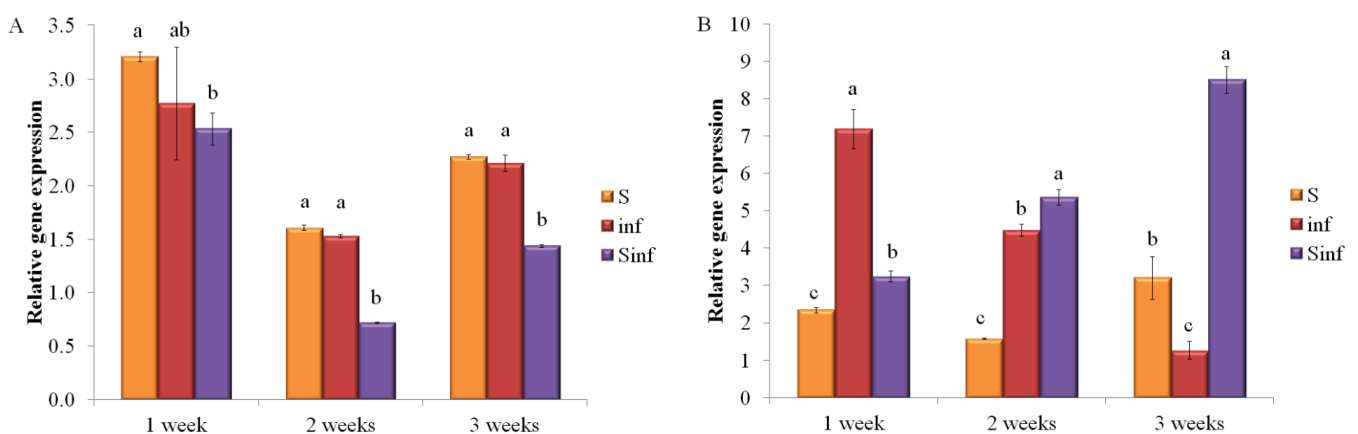 A
Relative gene expression
3.5
3.0
2.5
2.0
1.5
1.0
0.5
0.0
a ab b
a a b
a a b
1 week 2 weeks 3 weeks
S
inf
Sinf
B
Relative gene expression
10
9
8
7
6
5
4
3
2
1
0
c a b
c b a
b c a
1 week 2 weeks 3 weeks
S
inf
Sinf